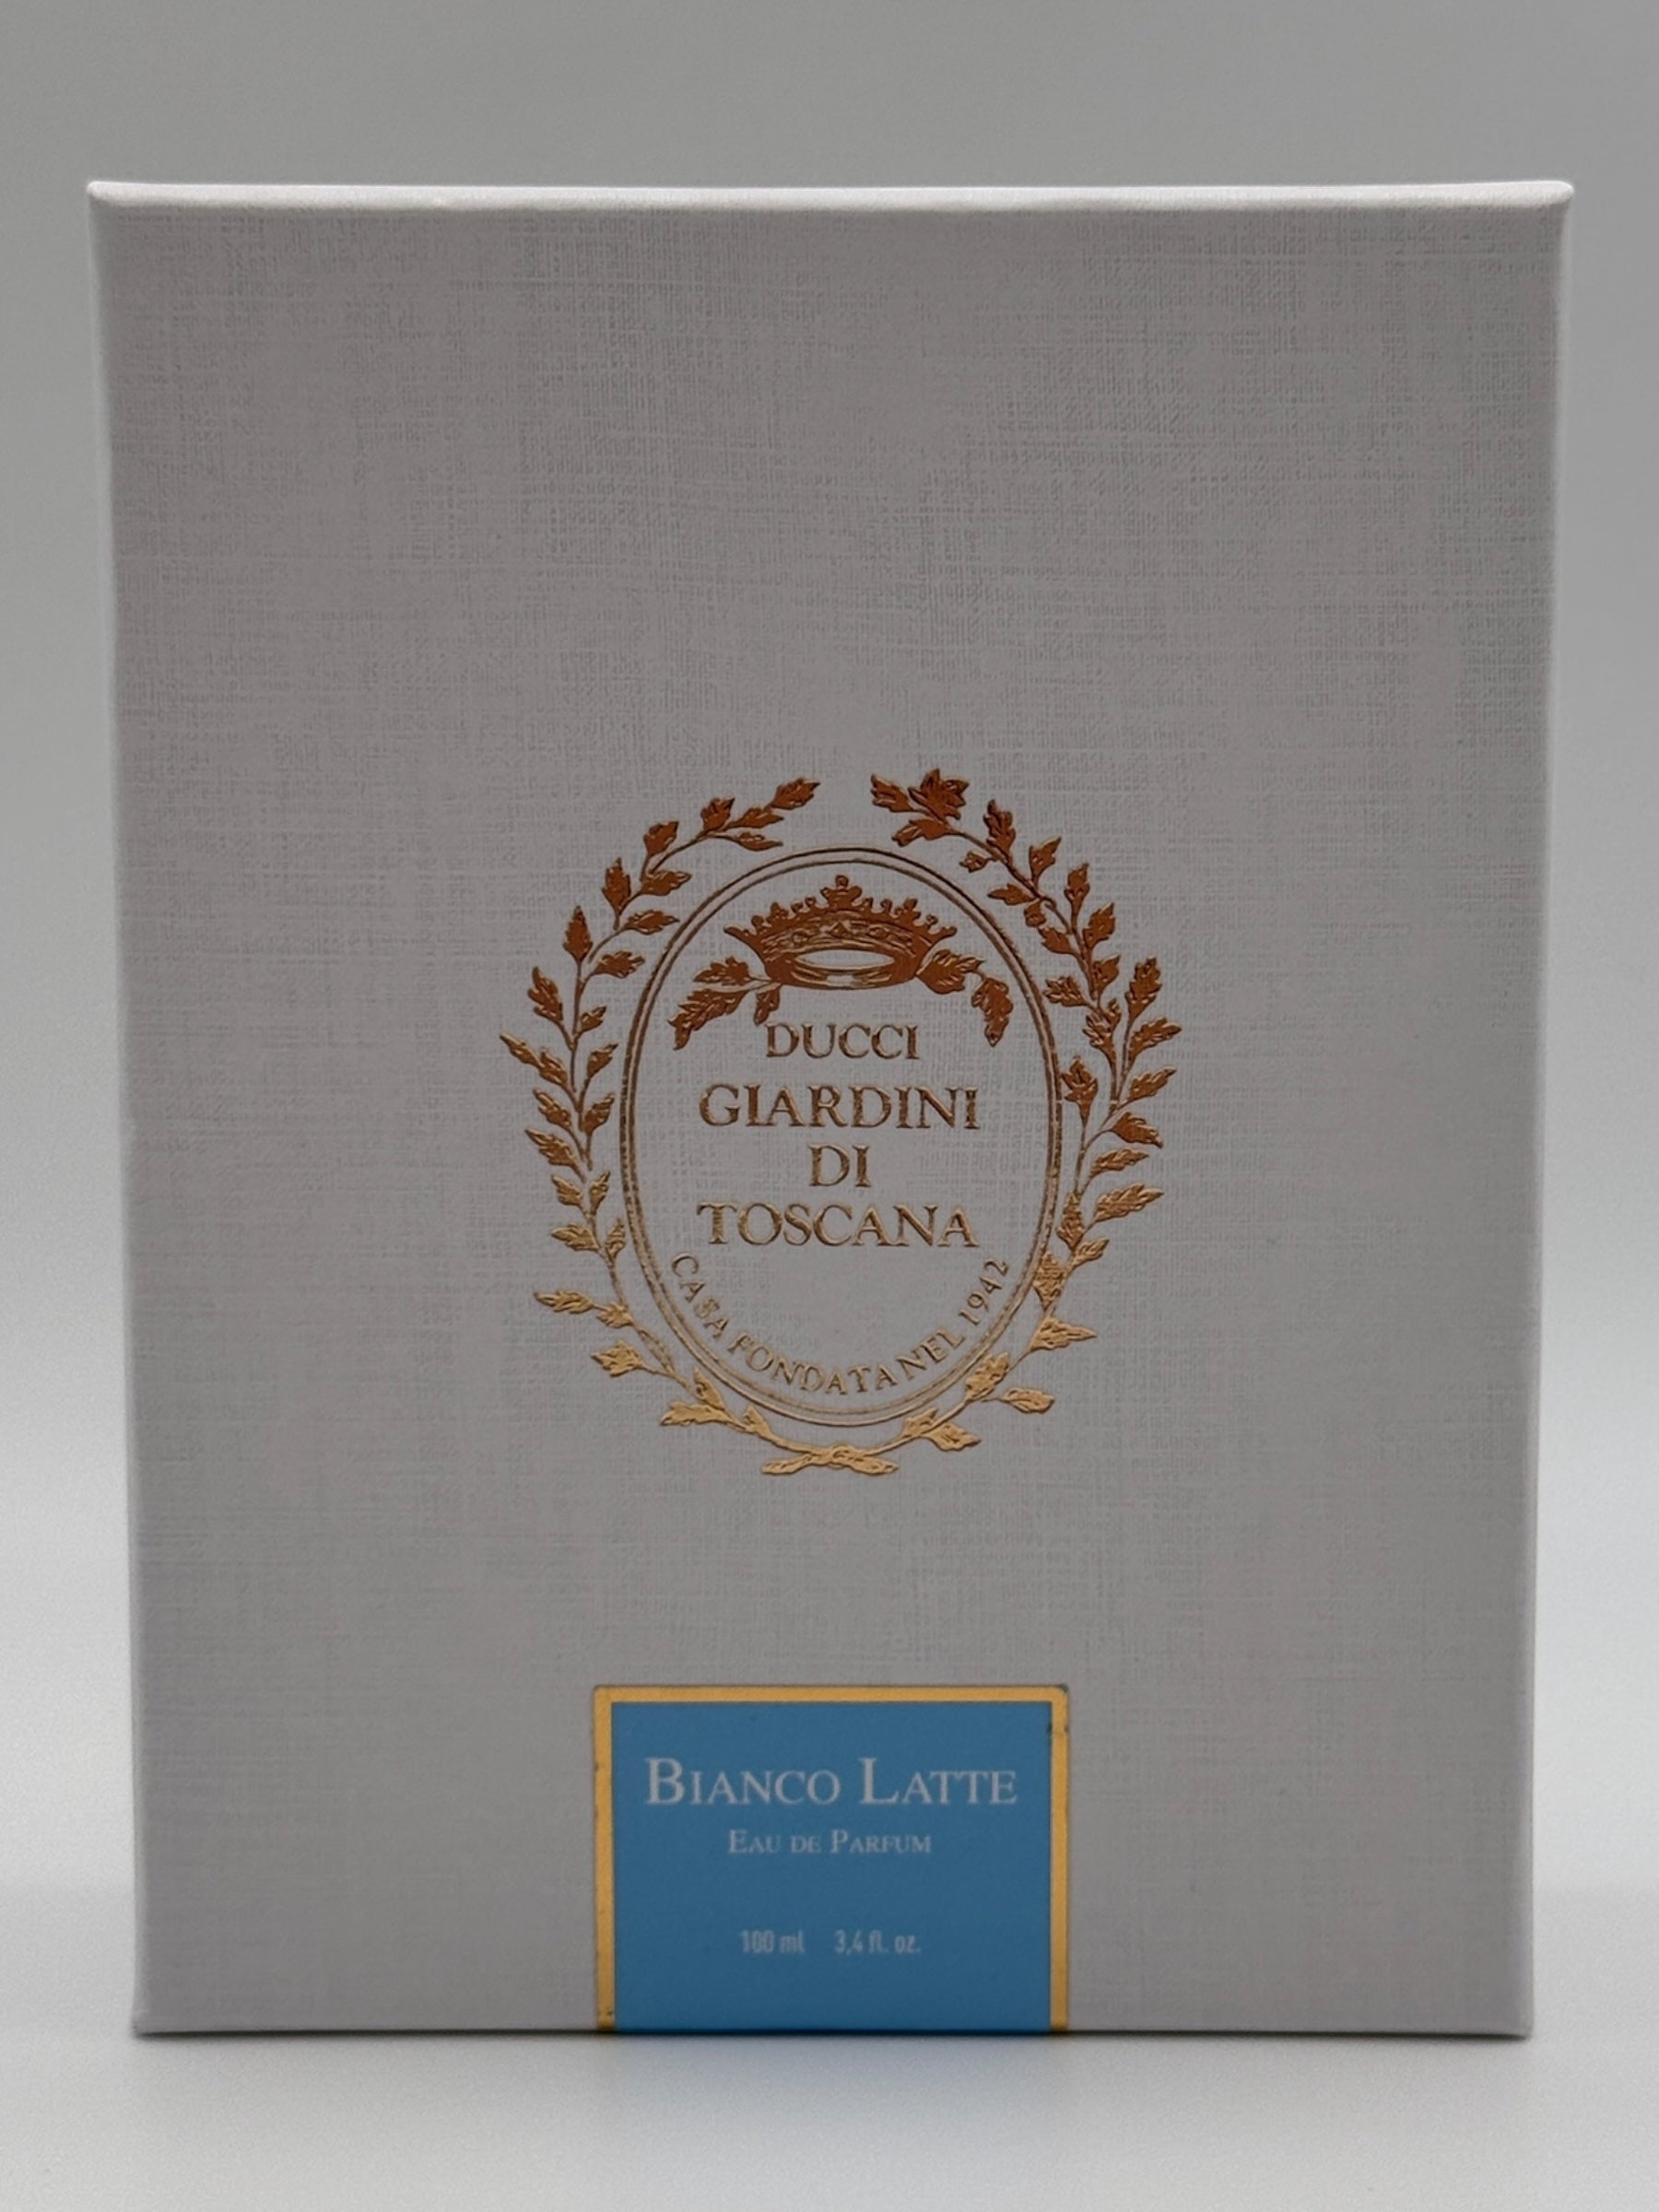 DUCCI
GIARDINI
DI
TOSCANA
CASA FONDATA NEL 1942
BIANCO LATTE
EAU DE PARFUM
100 ml 3,4 fl. oz.